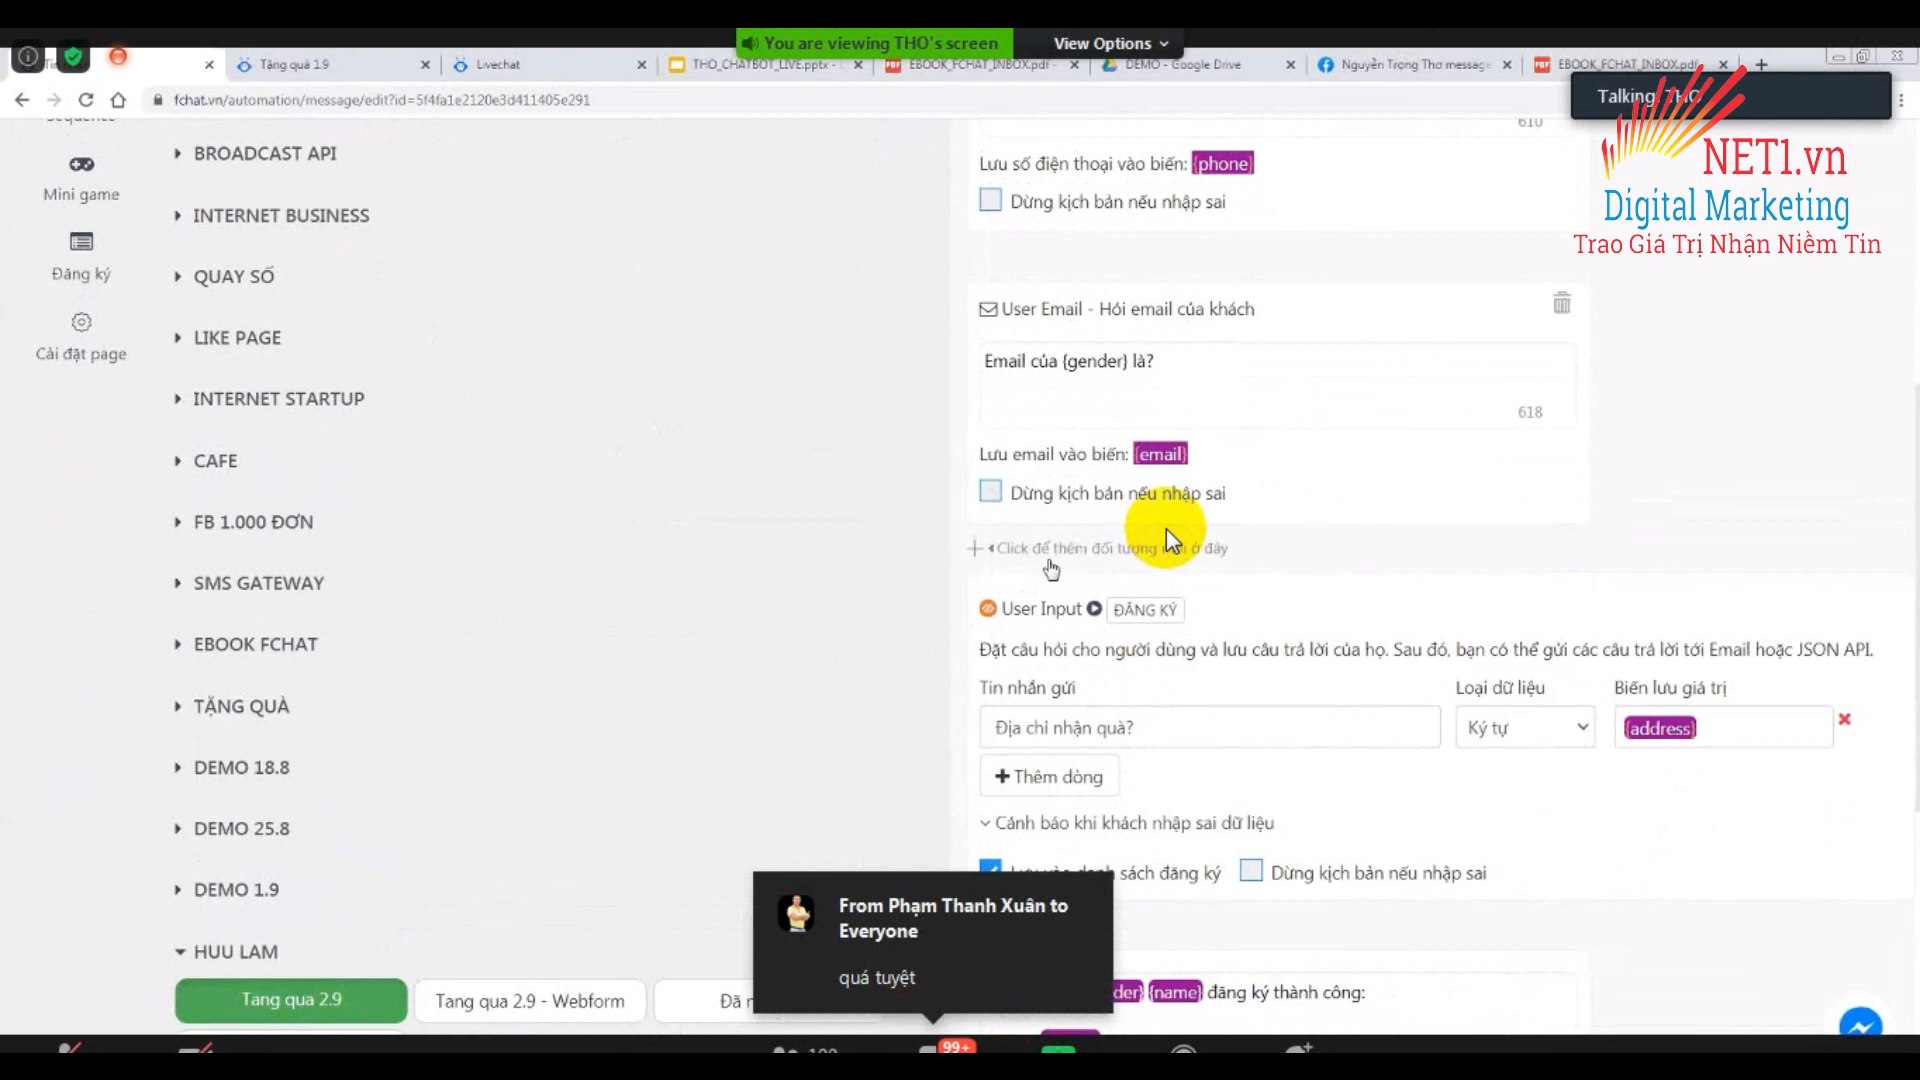 You are viewing THO's screen
View Options
Tặng quà 1.9
Livechat
THO_CHATBOT_LIVE.pptx -
EBOOK_FCHAT_INBOX.pdf -
DEMO - Google Drive
Nguyễn Trọng Thơ message
EBOOK_FCHAT_INBOX.pdf
fchat.vn/automation/message/edit?id=5f4fa1e2120e3d411405e291
Talking: THO
NET1.vn
Digital Marketing
Trao Giá Trị Nhận Niềm Tin
Sequence
Mini game
Đăng ký
Cài đặt page
BROADCAST API
INTERNET BUSINESS
QUAY SỐ
LIKE PAGE
INTERNET STARTUP
CAFE
FB 1.000 ĐƠN
SMS GATEWAY
EBOOK FCHAT
TẶNG QUÀ
DEMO 18.8
DEMO 25.8
DEMO 1.9
HUU LAM
Tang qua 2.9
Tang qua 2.9 - Webform
Đã
610
Lưu số điện thoại vào biến: {phone}
Dừng kịch bản nếu nhập sai
User Email - Hỏi email của khách
Email của {gender} là?
618
Lưu email vào biến: {email}
Dừng kịch bản nếu nhập sai
Click để thêm đối tượng ở đây
User Input ĐĂNG KÝ
Đặt câu hỏi cho người dùng và lưu câu trả lời của họ. Sau đó, bạn có thể gửi các câu trả lời tới Email hoặc JSON API.
Tin nhắn gửi
Loại dữ liệu
Biến lưu giá trị
Địa chỉ nhận quà?
Ký tự
{address}
Thêm dòng
Cảnh báo khi khách nhập sai dữ liệu
sách đăng ký
Dừng kịch bản nếu nhập sai
From Phạm Thanh Xuân to
Everyone
quá tuyệt
der} {name} đăng ký thành công:
99+